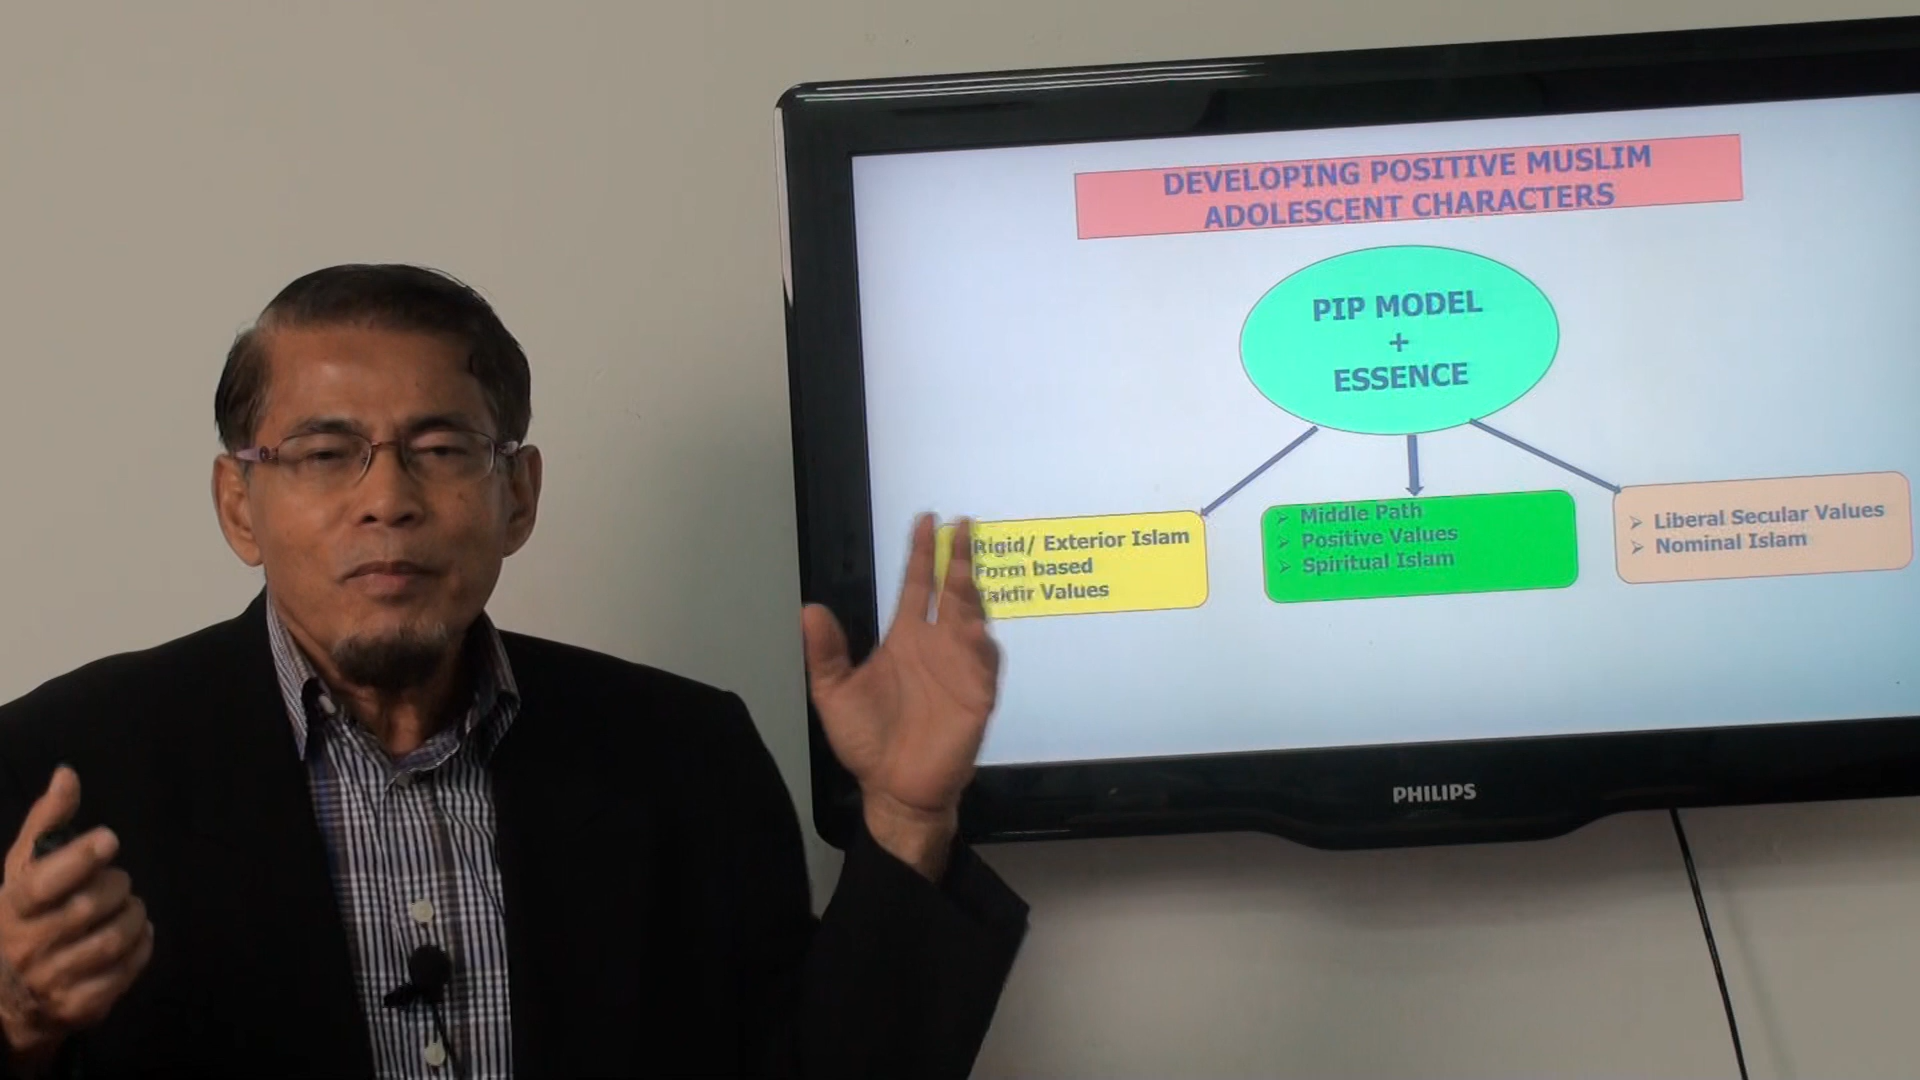 DEVELOPING POSITIVE MUSLIM
ADOLESCENT CHARACTERS
PIP MODEL
+
ESSENCE
Rigid/ Exterior Islam
Form based
Values
Middle Path
Positive Values
Spiritual Islam
Liberal Secular Values
Nominal Islam
PHILIPS